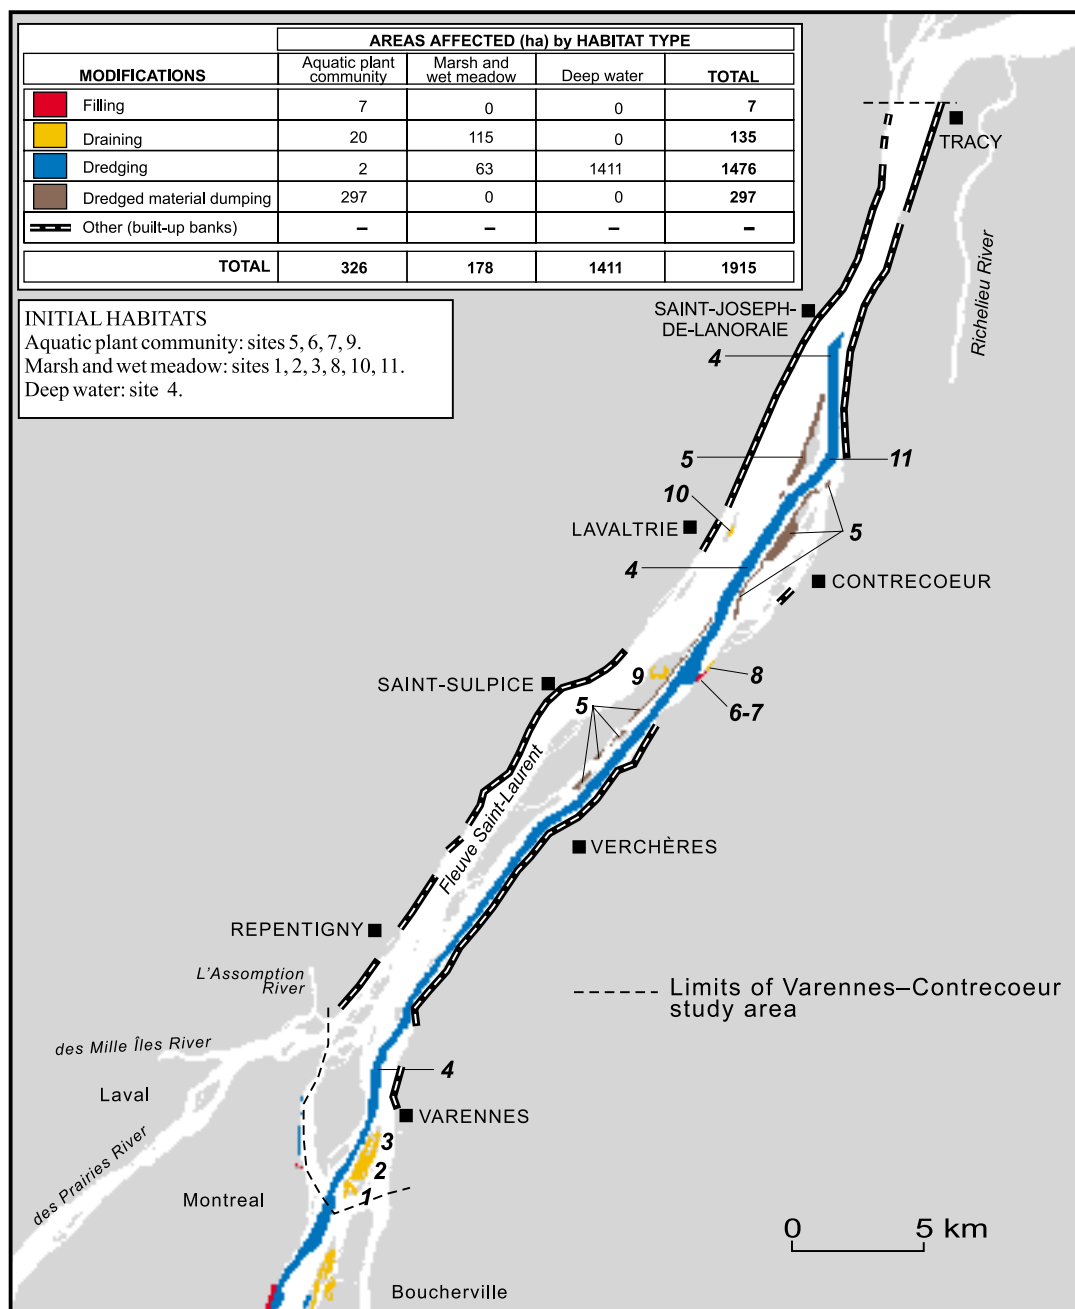 AREAS AFFECTED (ha) by HABITAT TYPE
MODIFICATIONS
Aquatic plant community
Marsh and wet meadow
Deep water
TOTAL
Filling 7 0 0 7
Draining 20 115 0 135
Dredging 2 63 1411 1476
Dredged material dumping 297 0 0 297
Other (built-up banks) – – – –
TOTAL 326 178 1411 1915
INITIAL HABITATS
Aquatic plant community: sites 5, 6, 7, 9.
Marsh and wet meadow: sites 1, 2, 3, 8, 10, 11.
Deep water: site 4.
TRACY
Richelieu River
SAINT-JOSEPH-
DE-LANORAIE
4
5
11
10
LAVALTRIE
5
4
CONTRECOEUR
9
8
SAINT-SULPICE
5
6-7
Fleuve Saint-Laurent
VERCHÈRES
REPENTIGNY
L'Assomption
River
Limits of Varennes–Contrecoeur
study area
des Mille Îles River
4
Laval
VARENNES
3
2
1
des Prairies River
Montreal
0 5 km
Boucherville